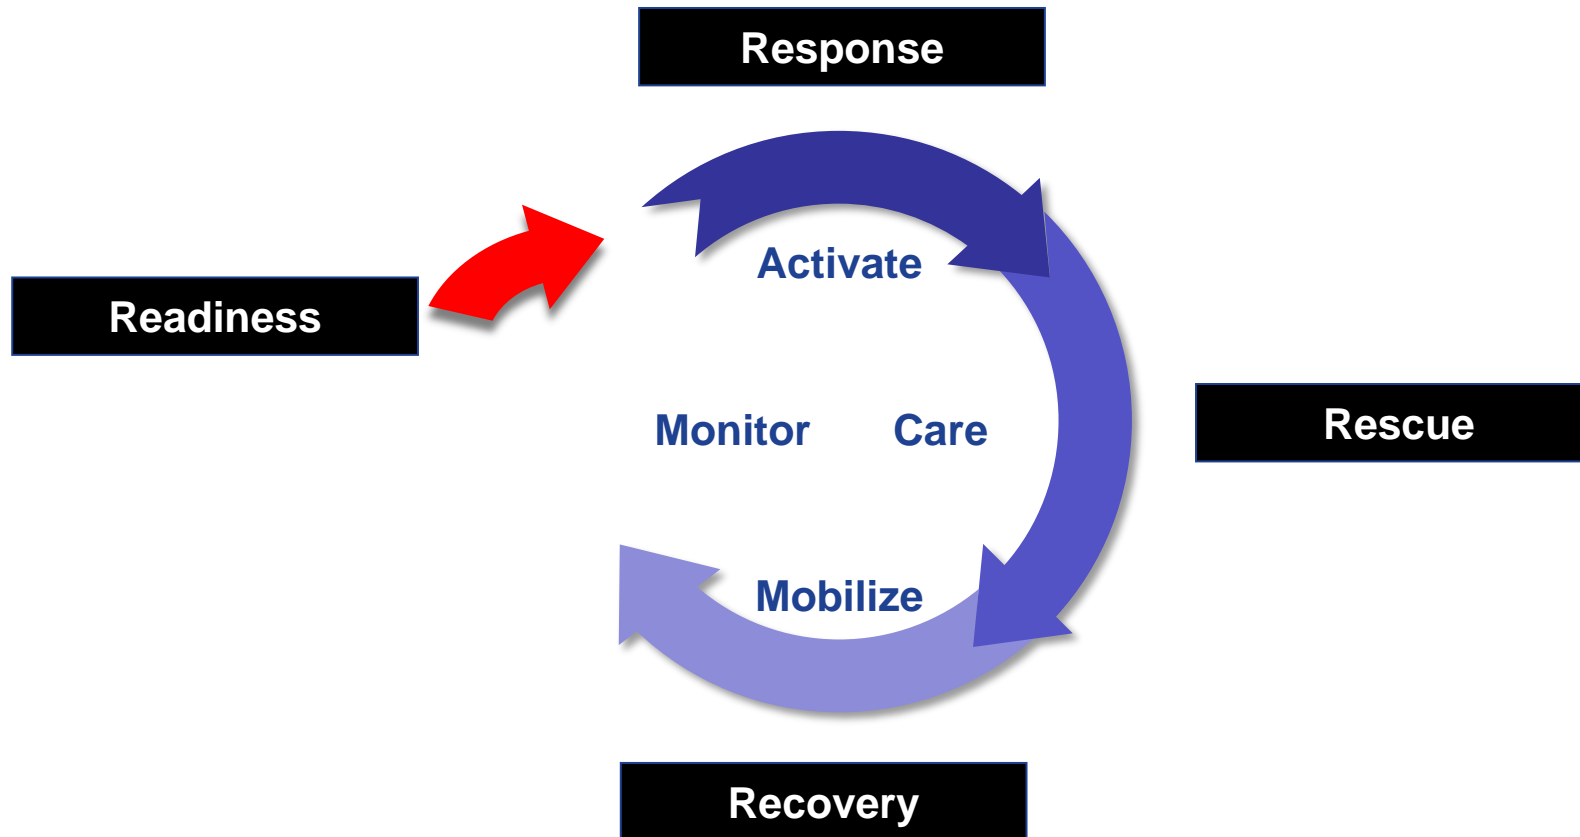 Response
Activate
Readiness
Monitor Care
Rescue
Mobilize
Recovery